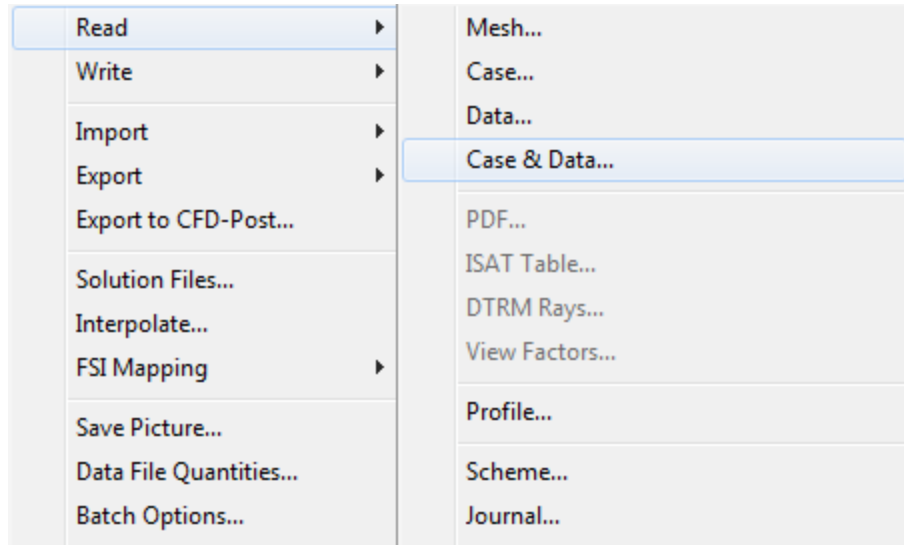 Read
Write
Import
Export
Export to CFD-Post...
Solution Files...
Interpolate...
FSI Mapping
Save Picture...
Data File Quantities...
Batch Options...
Mesh...
Case...
Data...
Case & Data...
PDF...
ISAT Table...
DTRM Rays...
View Factors...
Profile...
Scheme...
Journal...